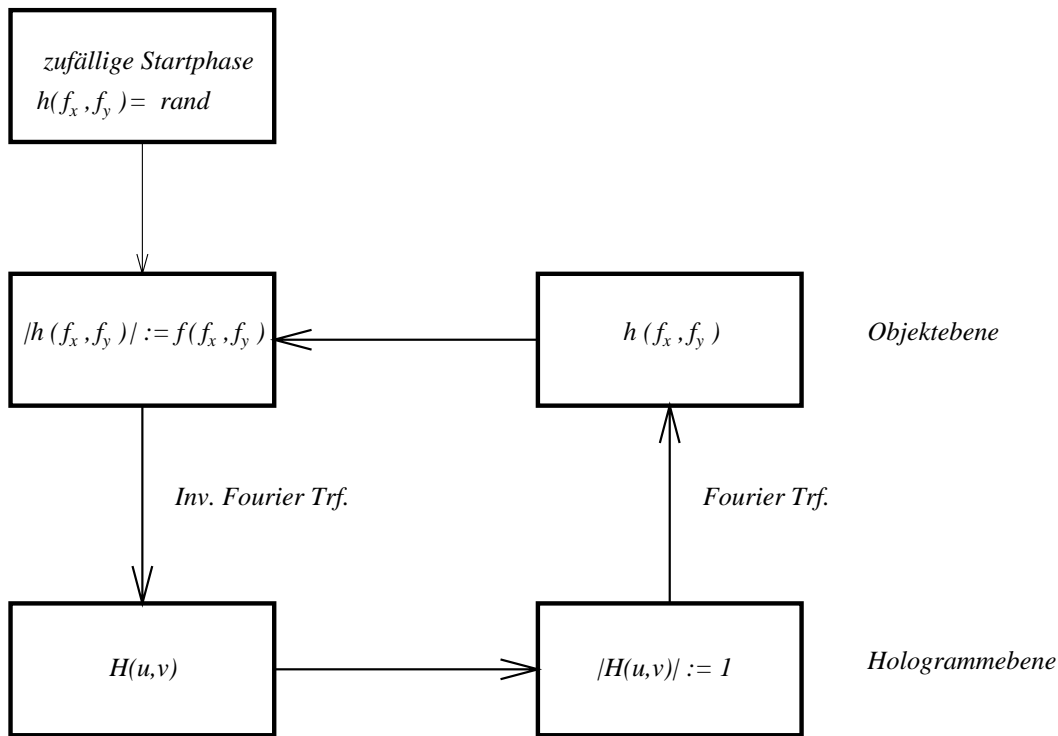 zufällige Startphase
h(f_x ,f_y )= rand
|h (f_x ,f_y )| := f (f_x ,f_y )
h (f_x ,f_y )
Objektebene
Inv. Fourier Trf.
Fourier Trf.
H(u,v)
|H(u,v)| := 1
Hologrammebene